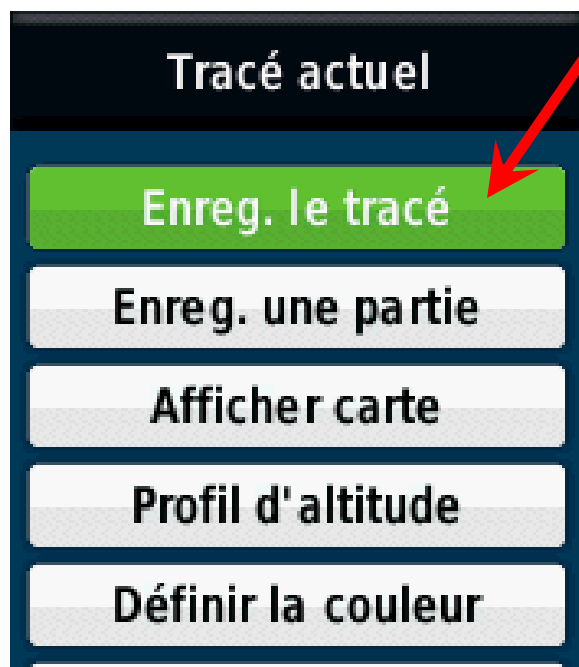 Tracé actuel
Enreg. le tracé
Enreg. une partie
Afficher carte
Profil d'altitude
Définir la couleur